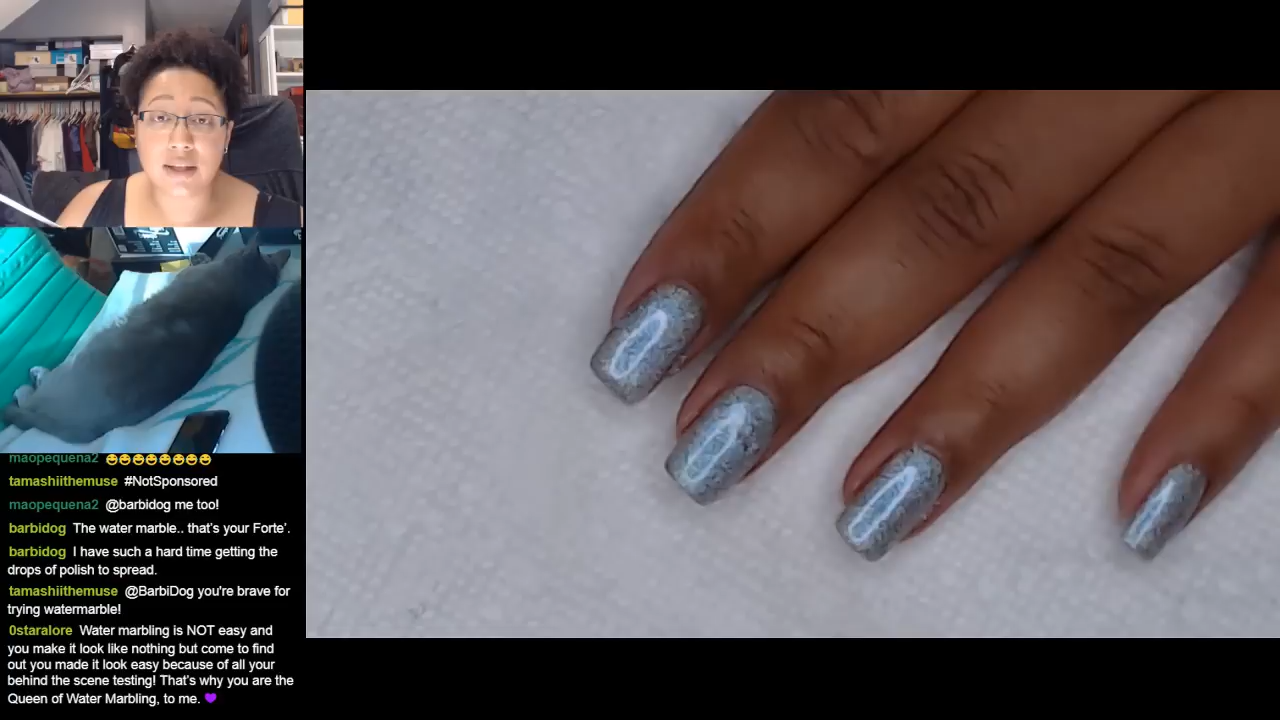 maopequena2 😂😂😂😂😂😂😂😂
tamashiithemuse #NotSponsored
maopequena2 @barbidog me too!
barbidog The water marble.. that's your Forte'.
barbidog I have such a hard time getting the
drops of polish to spread.
tamashiithemuse @BarbiDog you're brave for
trying watermarble!
0staralore Water marbling is NOT easy and
you make it look like nothing but come to find
out you made it look easy because of all your
behind the scene testing! That's why you are the
Queen of Water Marbling, to me. 💜